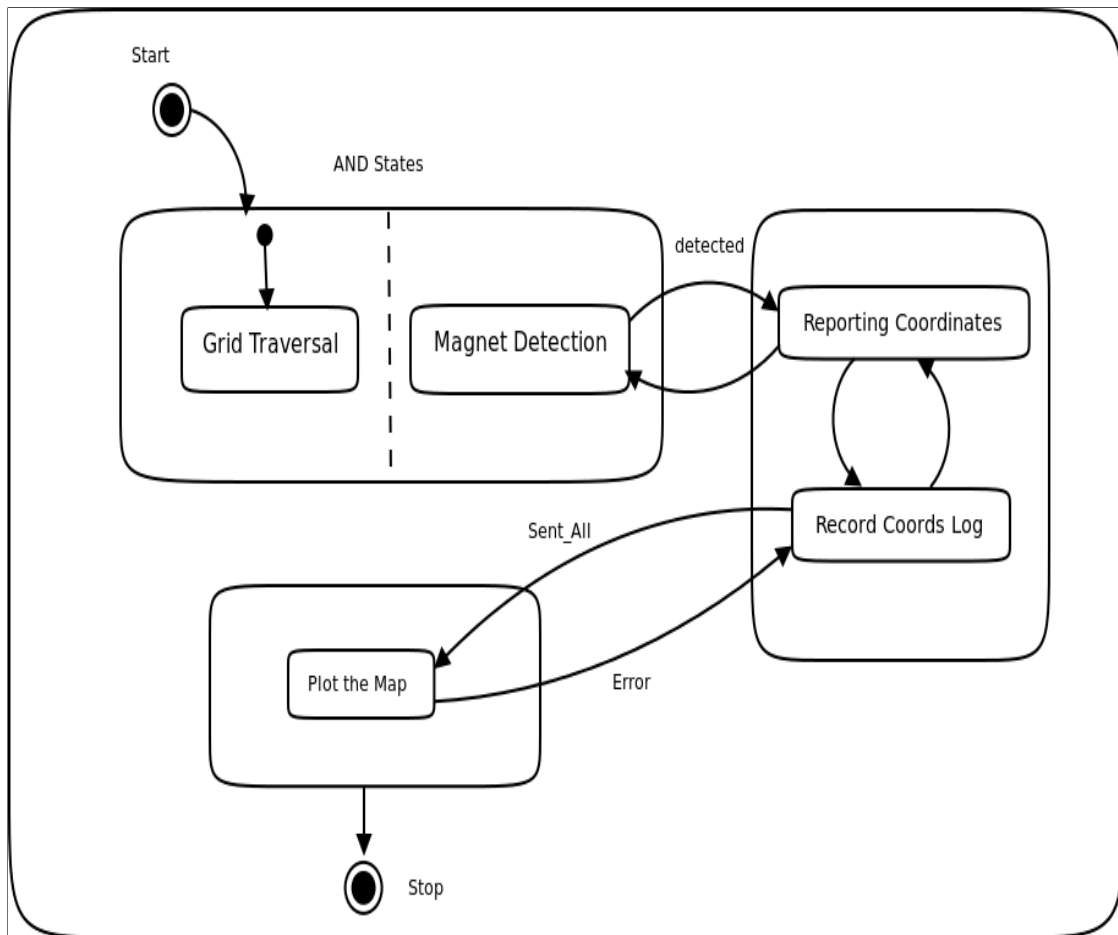 Start
AND States
detected
Grid Traversal
Magnet Detection
Reporting Coordinates
Record Coords Log
Sent_All
Plot the Map
Error
Stop